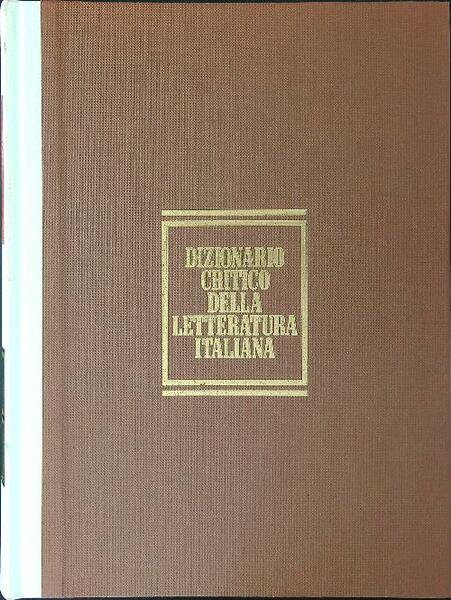 DIZIONARIO
CRITICO
DELLA
LETTERATURA
ITALIANA